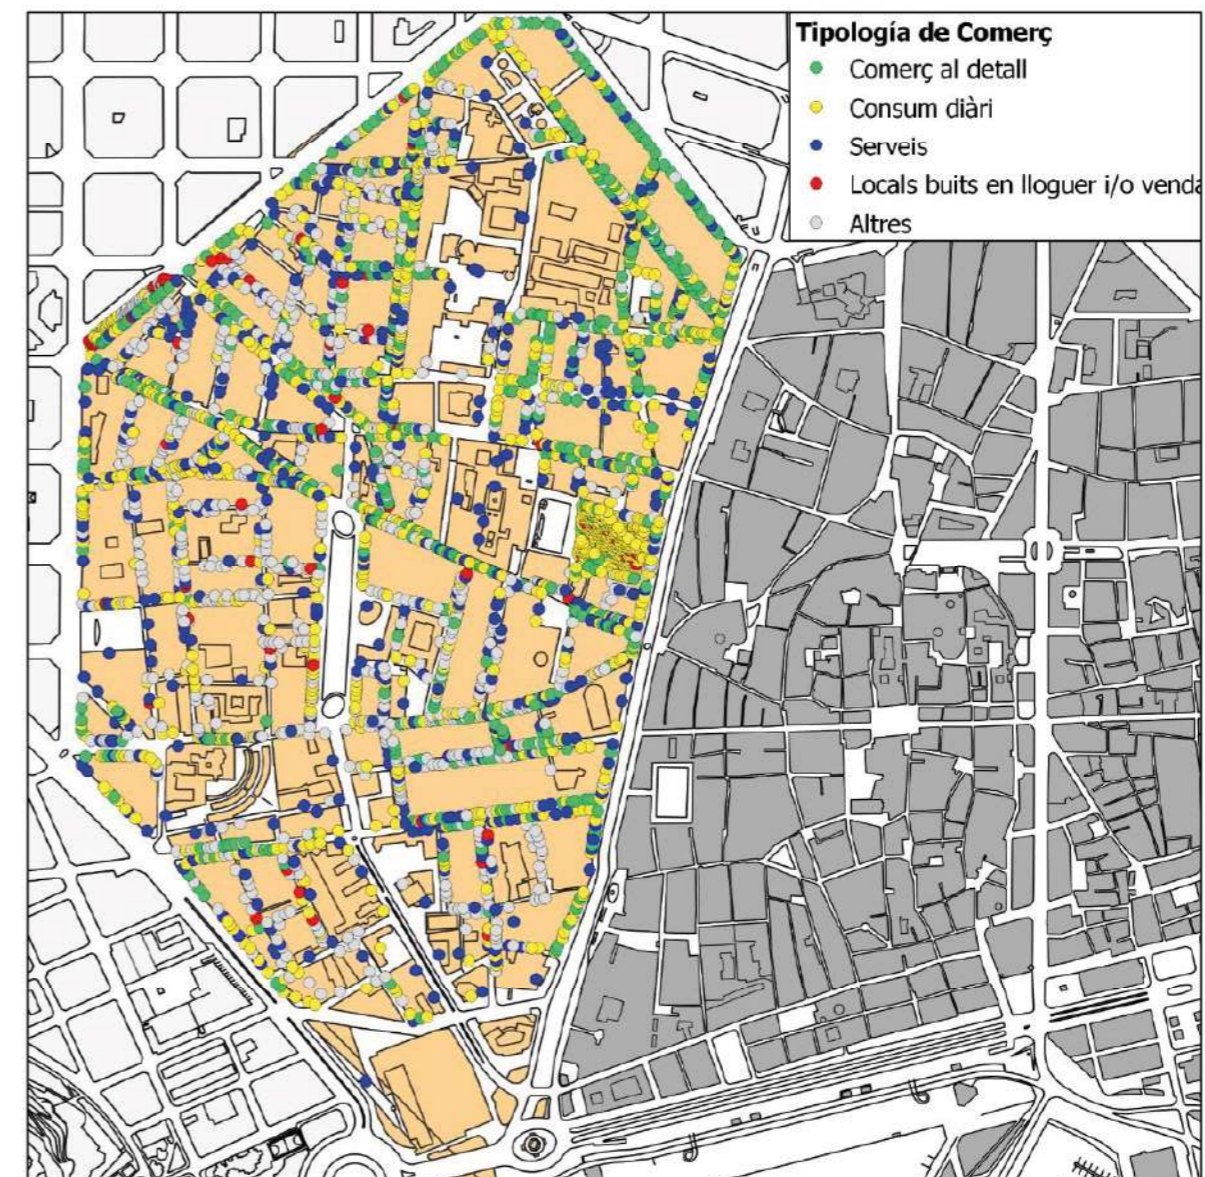 Tipología de Comerç
Comerç al detall
Consum diàri
Serveis
Locals buits en lloguer i/o venda
Altres